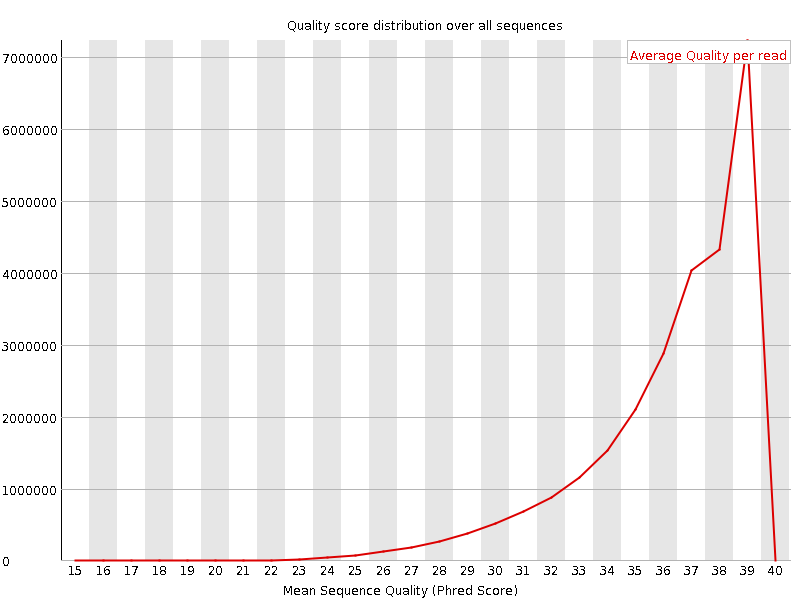 Quality score distribution over all sequences
Average Quality per read
7000000
6000000
5000000
4000000
3000000
2000000
1000000
0
15 16 17 18 19 20 21 22 23 24 25 26 27 28 29 30 31 32 33 34 35 36 37 38 39 40
Mean Sequence Quality (Phred Score)